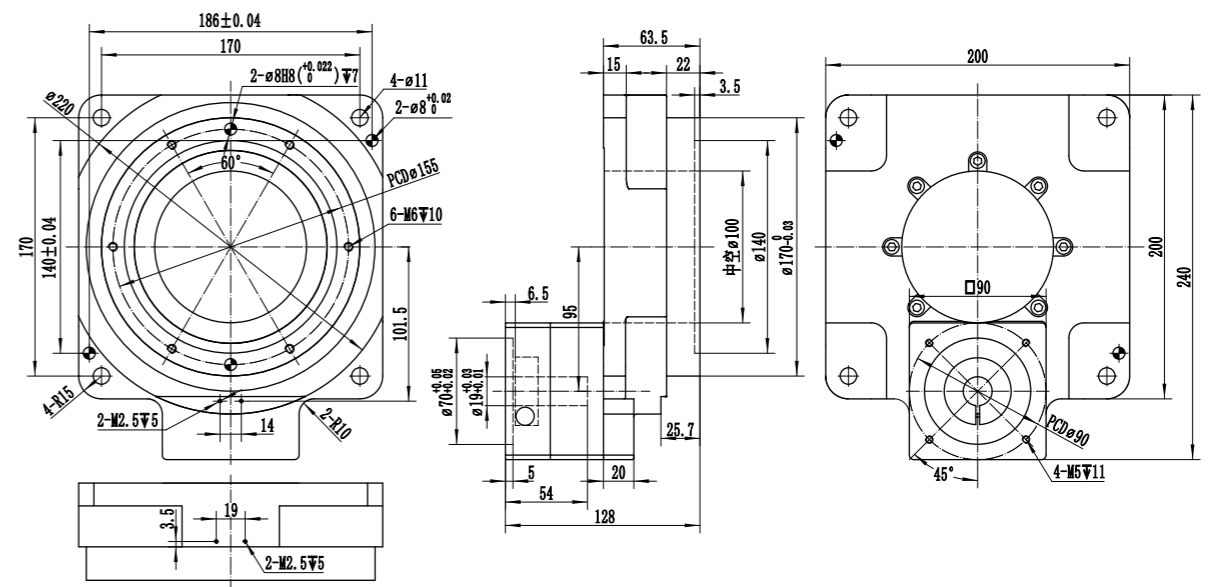 186±0.04
170
2-ø8H8(+0.022 0)↧7
4-ø11
2-ø8+0.02 0
ø220
60°
PCDø155
6-M6↧10
170
140±0.04
101.5
4-R15
2-M2.5↧5
14
2-R10
3.5
19
2-M2.5↧5
63.5
15
22
3.5
6.5
95
中空ø100
ø140
ø170 0 -0.03
ø70+0.05 +0.02
ø19+0.03 +0.01
25.7
5
20
54
128
200
□90
200
240
PCDø90
45°
4-M5↧11